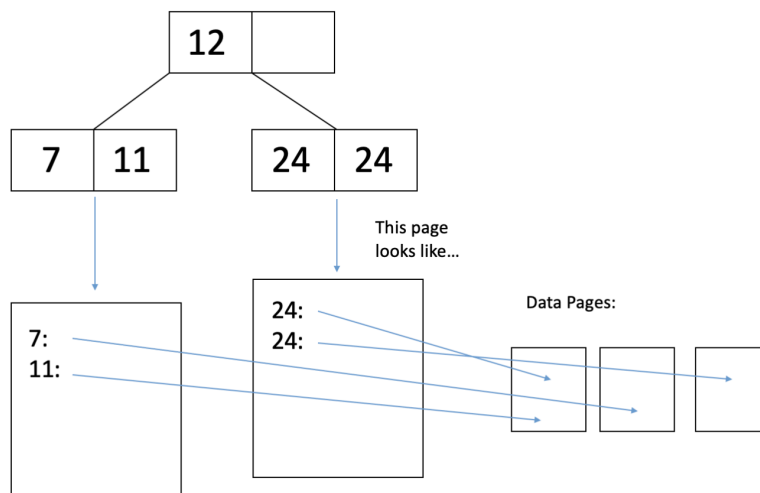 12
7 11
24 24
This page
looks like…
24:
24:
Data Pages:
7:
11: